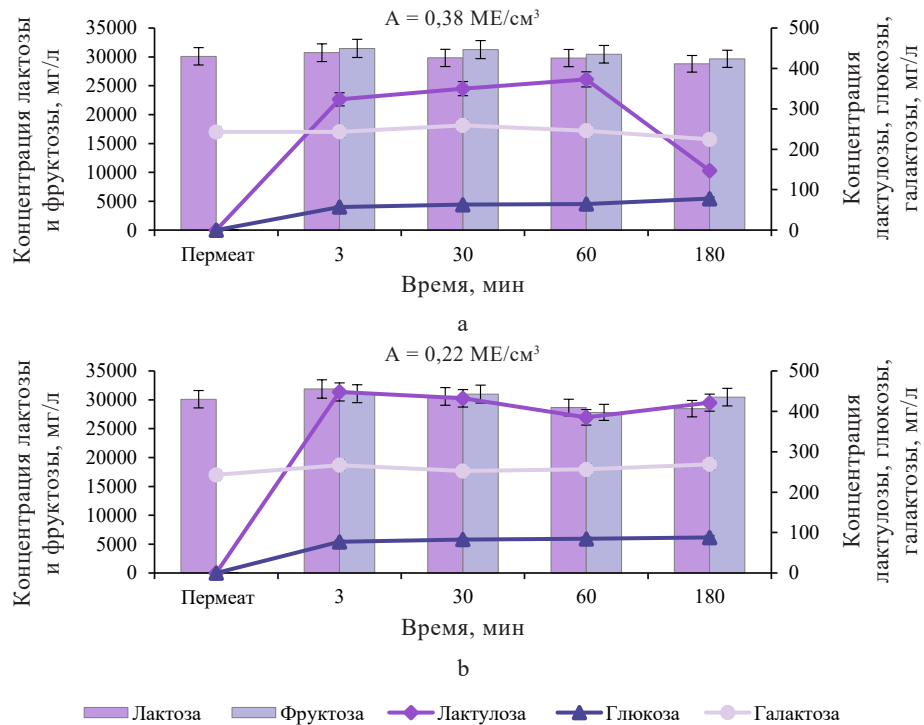 A = 0,38 МЕ/см³
Концентрация лактозы
и фруктозы, мг/л
35000
30000
25000
20000
15000
10000
5000
0
500
400
300
200
100
0
Концентрация
лактулозы, глюкозы,
галактозы, мг/л
Пермеат 3 30 60 180
Время, мин
a
A = 0,22 МЕ/см³
Концентрация лактозы
и фруктозы, мг/л
35000
30000
25000
20000
15000
10000
5000
0
500
400
300
200
100
0
Концентрация
лактулозы, глюкозы,
галактозы, мг/л
Пермеат 3 30 60 180
Время, мин
b
Лактоза Фруктоза Лактулоза Глюкоза Галактоза